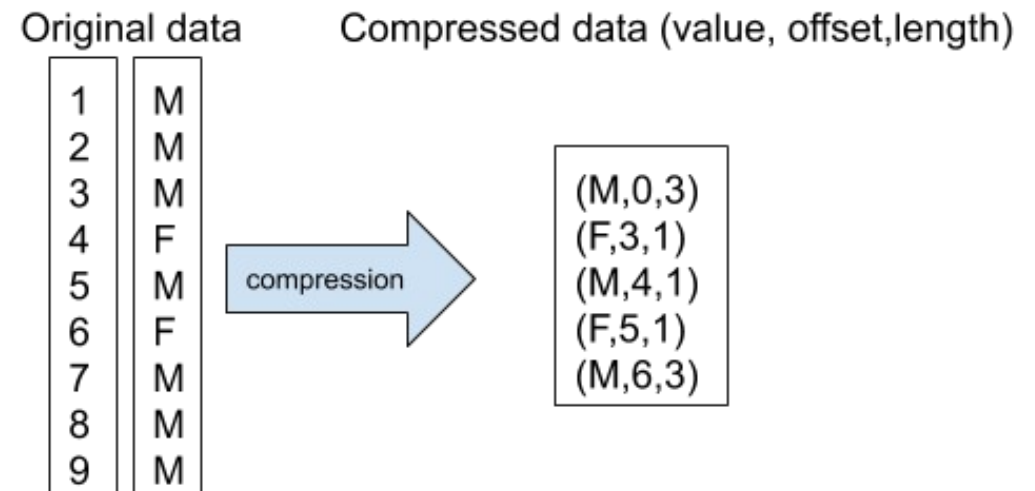 Original data
Compressed data (value, offset,length)
1 M
2 M
3 M
4 F
5 M
6 F
7 M
8 M
9 M
compression
(M,0,3)
(F,3,1)
(M,4,1)
(F,5,1)
(M,6,3)